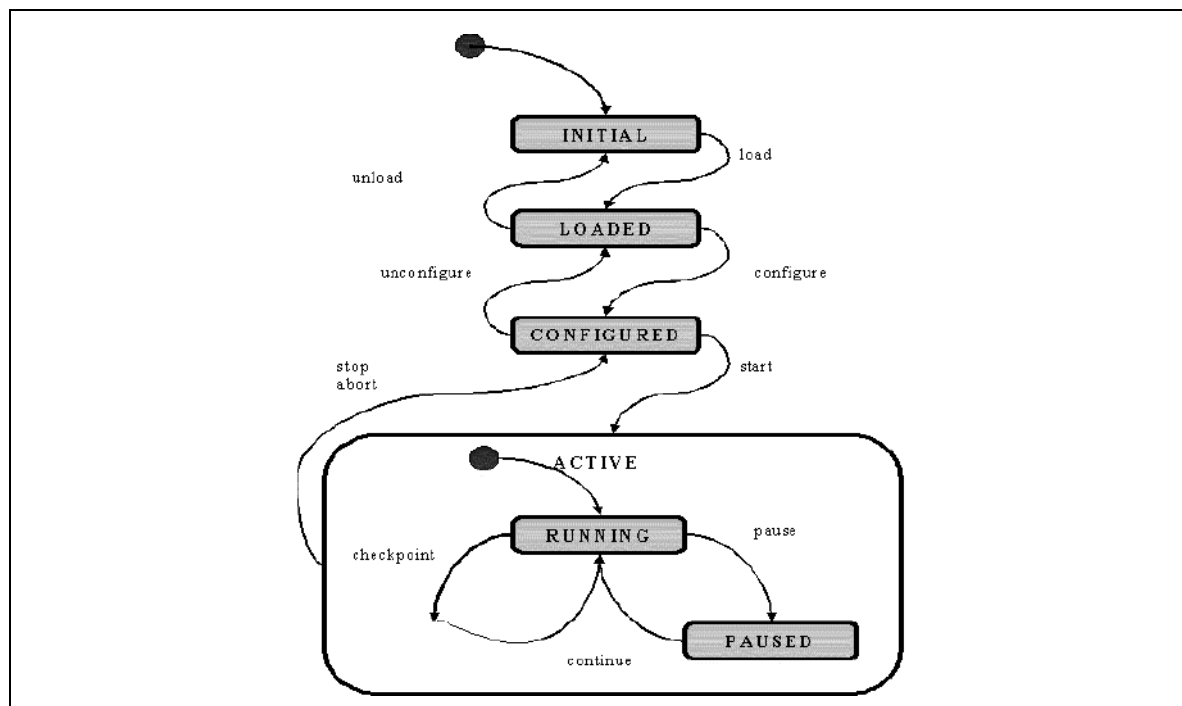 INITIAL
load
unload
LOADED
unconfigure
configure
CONFIGURED
stop
abort
start
ACTIVE
RUNNING
pause
checkpoint
PAUSED
continue